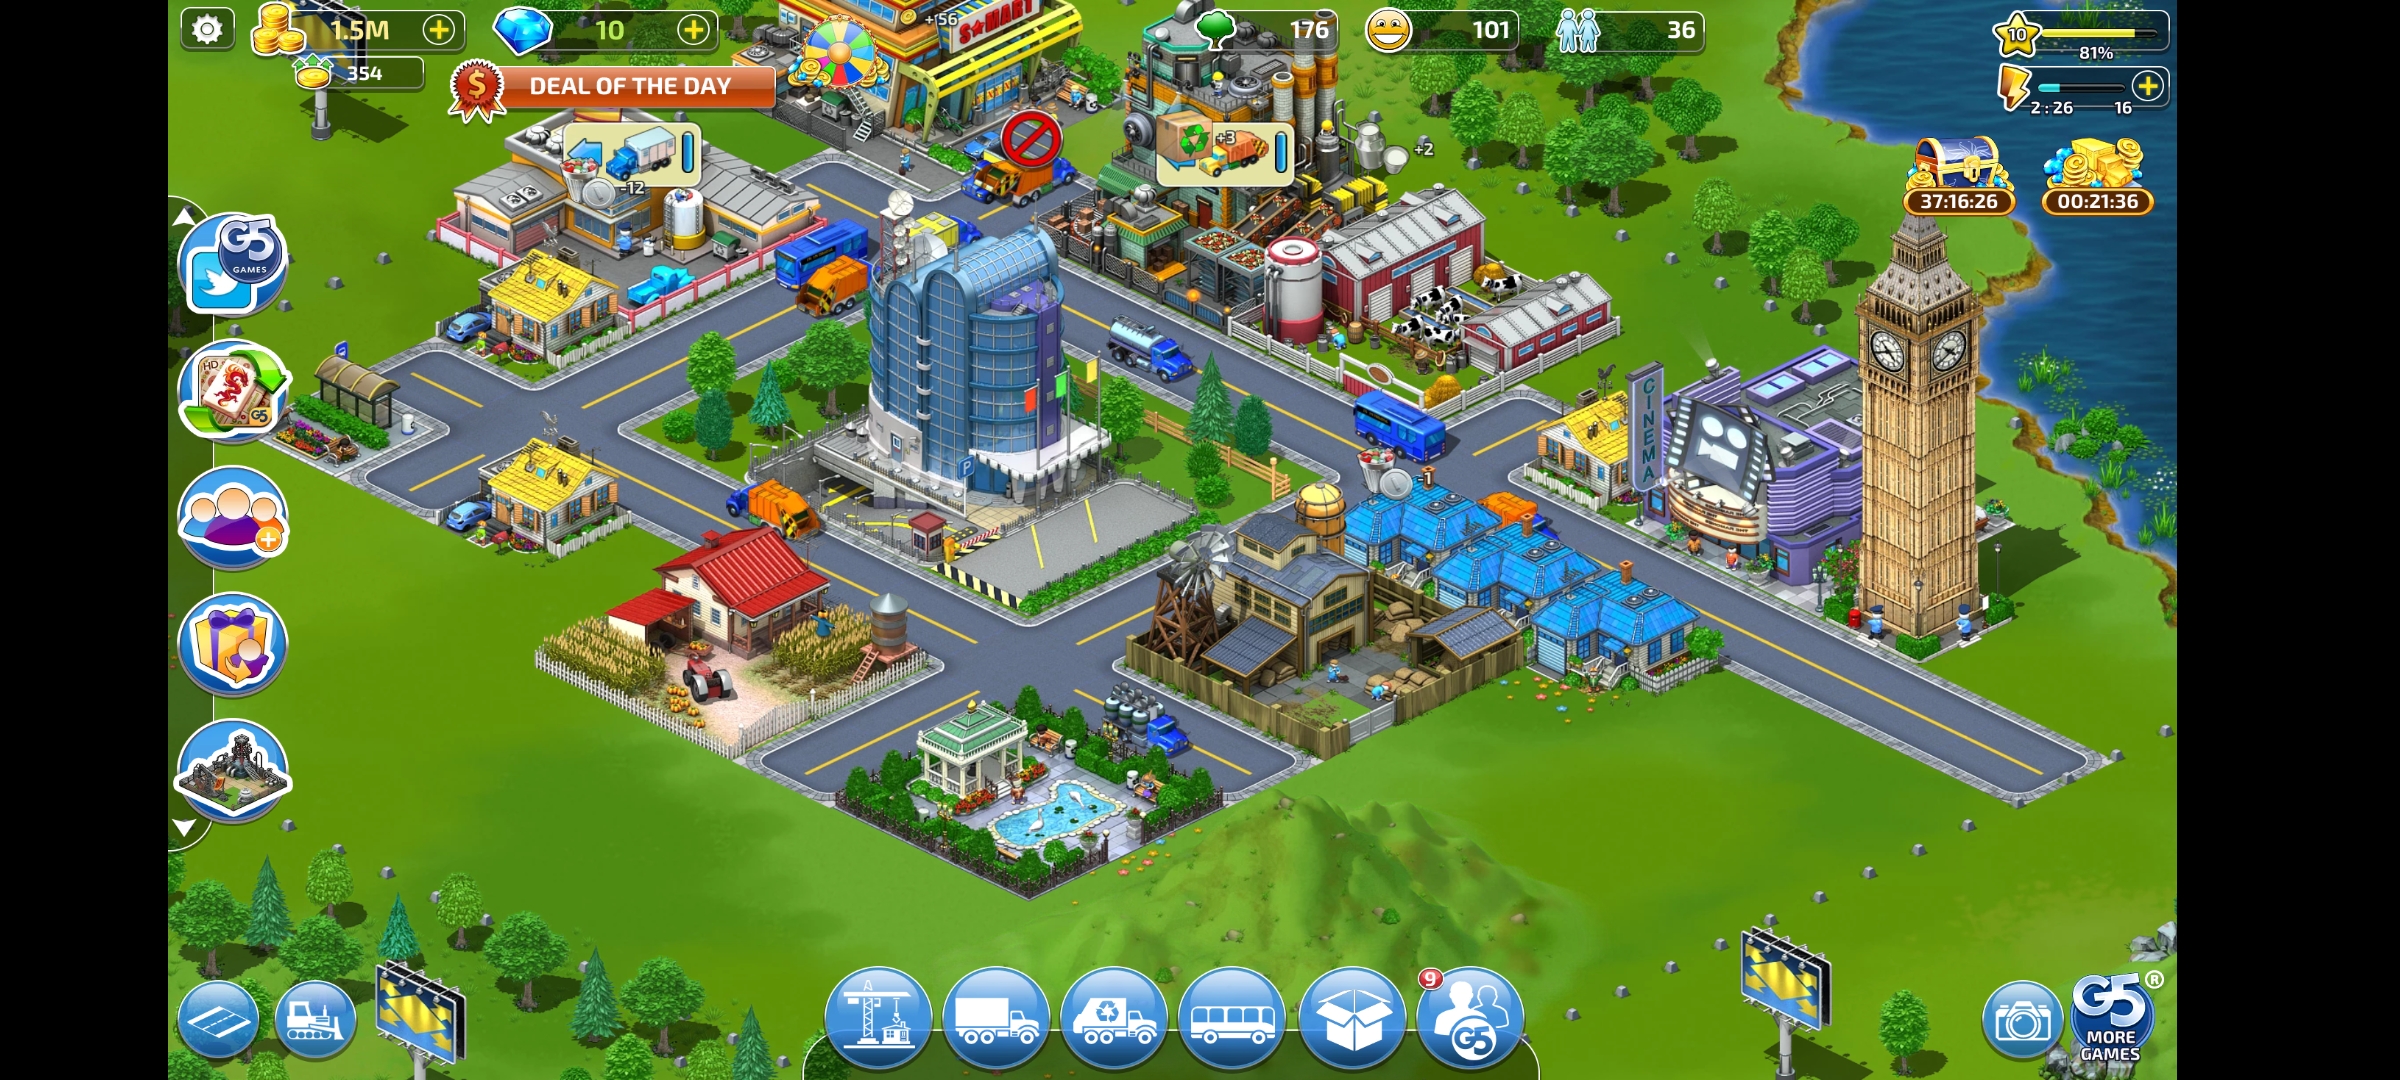 1.5M
10
+56
S★MART
176
101
36
10
81%
354
DEAL OF THE DAY
2:26
16
+3
-12
+2
37:16:26
00:21:36
G5
GAMES
HD
G5
CINEMA
P
-1
9
G5
G5
®
MORE
GAMES